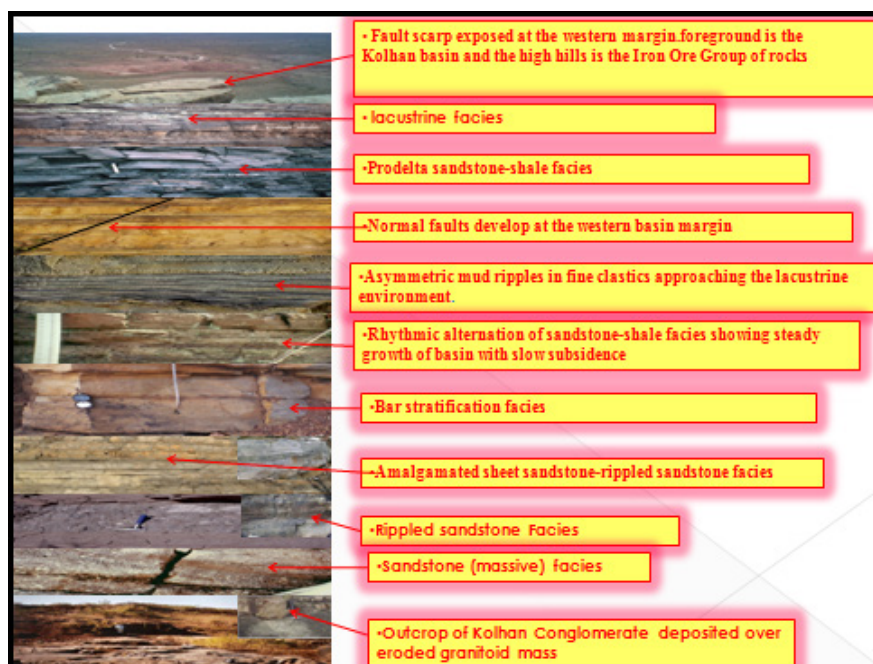 •Fault scarp exposed at the western margin.foreground is the
Kolhan basin and the high hills is the Iron Ore Group of rocks
•lacustrine facies
•Prodelta sandstone-shale facies
•Normal faults develop at the western basin margin
•Asymmetric mud ripples in fine clastics approaching the lacustrine
environment.
•Rhythmic alternation of sandstone-shale facies showing steady
growth of basin with slow subsidence
•Bar stratification facies
•Amalgamated sheet sandstone-rippled sandstone facies
•Rippled sandstone Facies
•Sandstone (massive) facies
•Outcrop of Kolhan Conglomerate deposited over
eroded granitoid mass